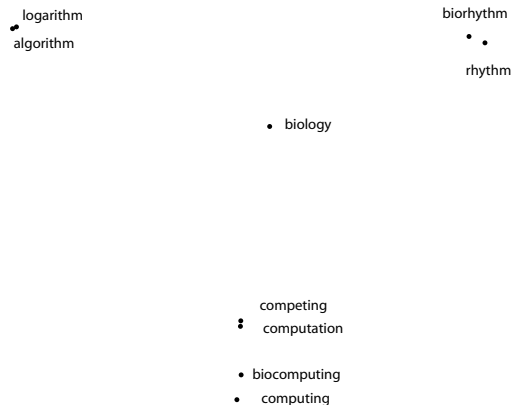 logarithm
algorithm
biorhythm
rhythm
biology
competing
computation
biocomputing
computing